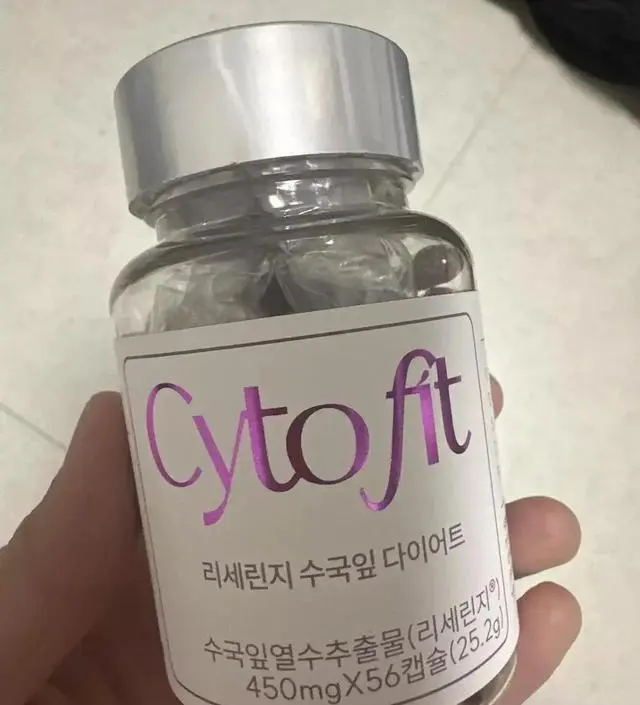 Cytofit
리세린지 수국잎 다이어트
수국잎열수추출물(리세린지®)
450mgX56캡슐(25.2g)